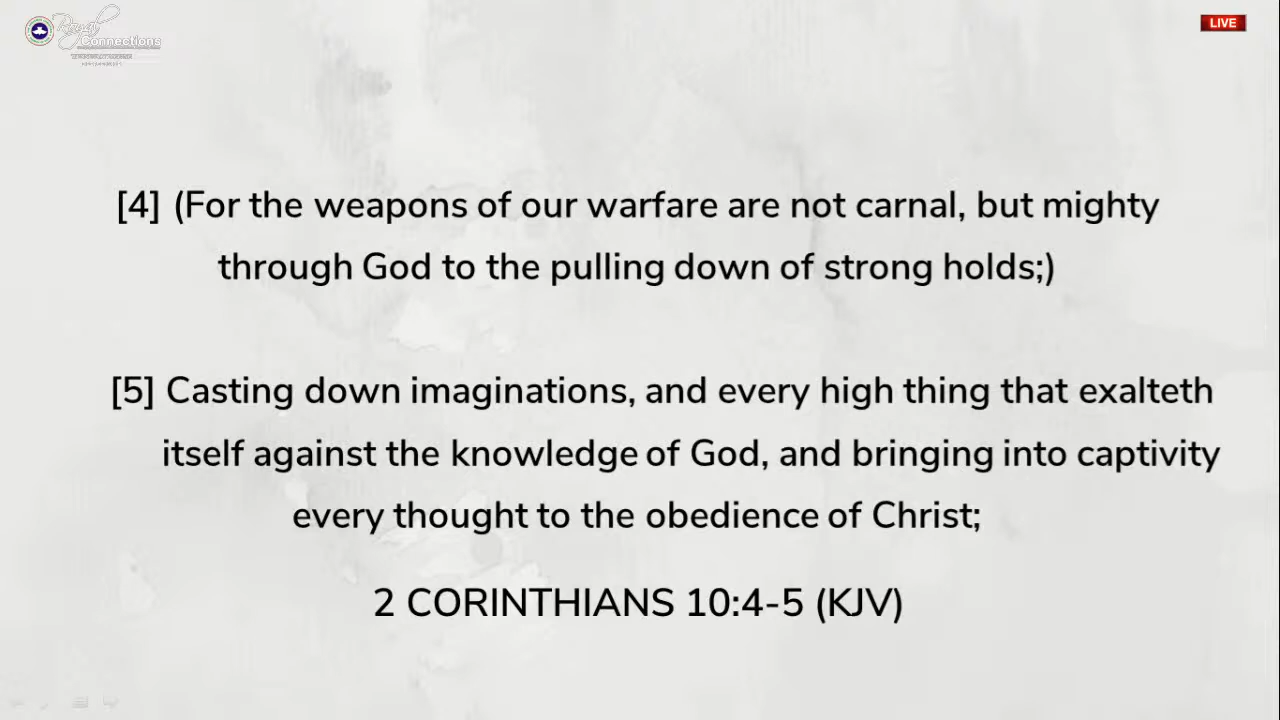 Royal
Connections
LIVE
[4] (For the weapons of our warfare are not carnal, but mighty
through God to the pulling down of strong holds;)
[5] Casting down imaginations, and every high thing that exalteth
itself against the knowledge of God, and bringing into captivity
every thought to the obedience of Christ;
2 CORINTHIANS 10:4-5 (KJV)